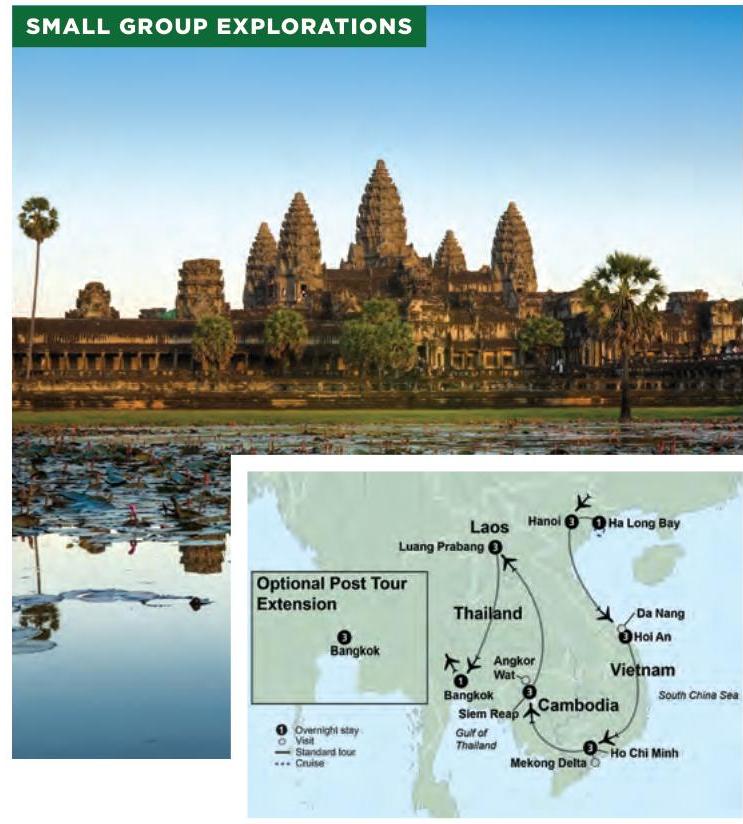 SMALL GROUP EXPLORATIONS
Hanoi 3
1 Ha Long Bay
Laos
Luang Prabang 3
Optional Post Tour
Extension
3
Bangkok
Thailand
Da Nang
3 Hoi An
Angkor
Wat
Vietnam
1
Bangkok
3
Cambodia
South China Sea
Siem Reap
Gulf of
Thailand
3 Ho Chi Minh
Mekong Delta
1 Overnight stay
Visit
Standard tour
Cruise